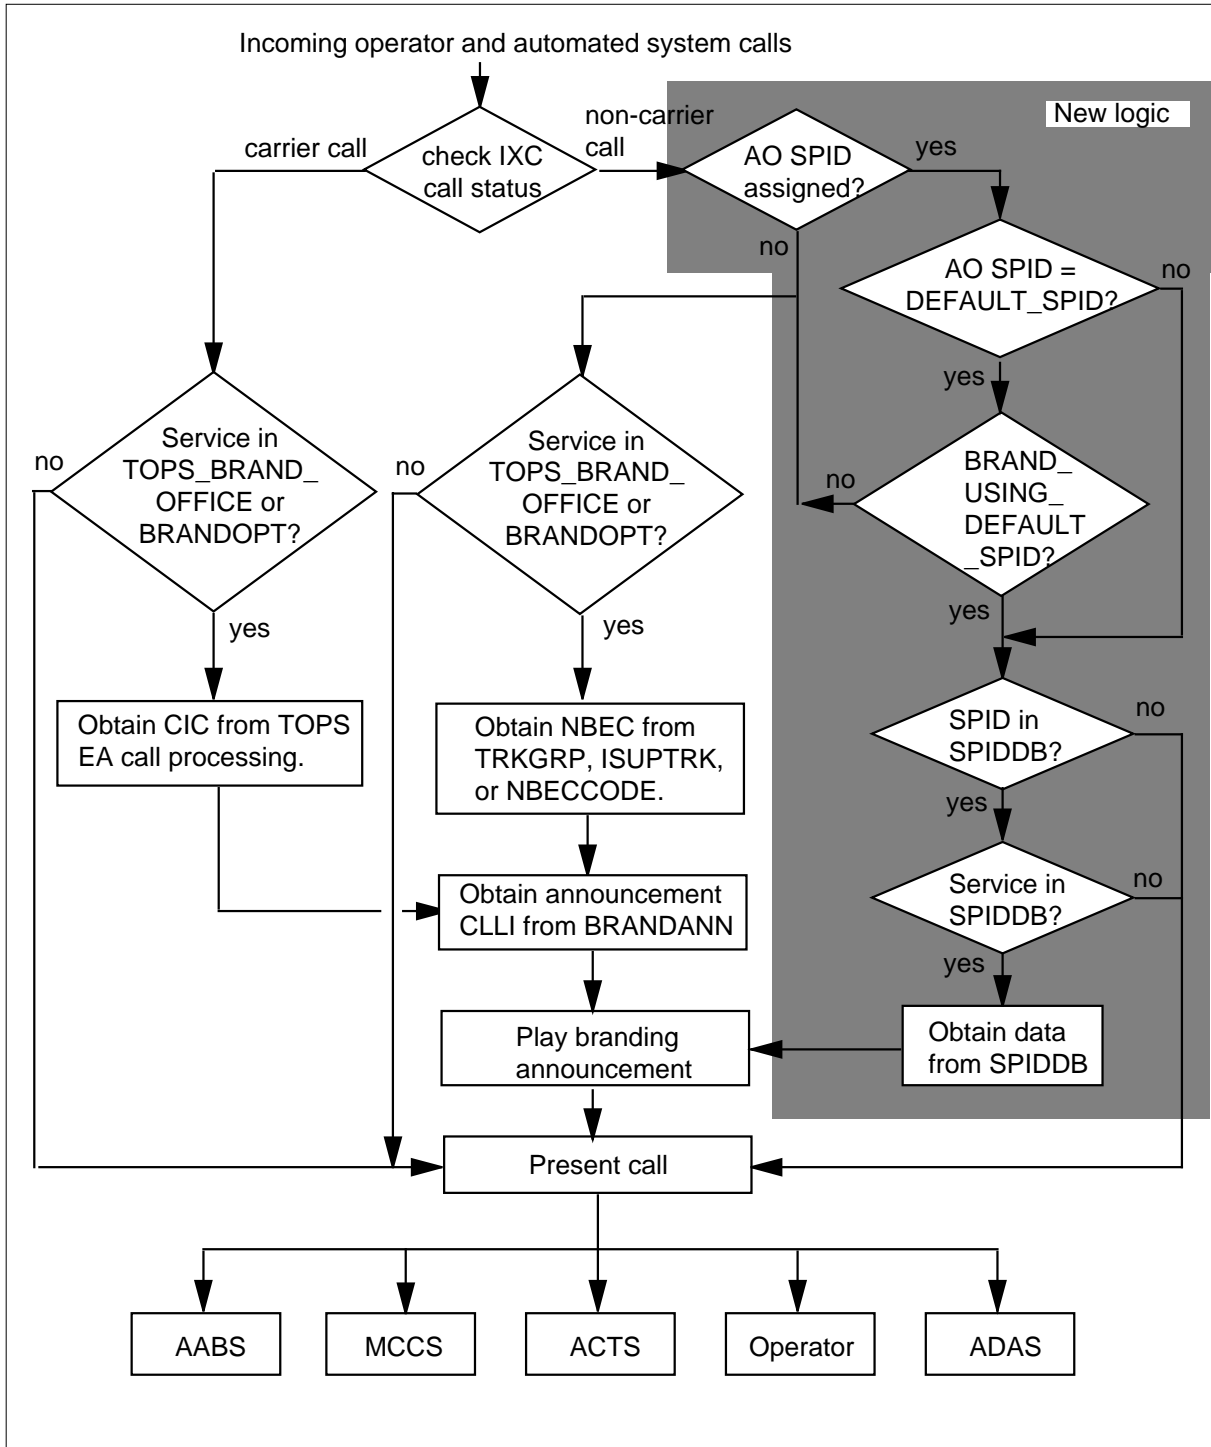 Incoming operator and automated system calls
New logic
carrier call
check IXC
call status
non-carrier
call
AO SPID
assigned?
yes
no
AO SPID =
DEFAULT_SPID?
no
yes
Service in
TOPS_BRAND_
OFFICE or
BRANDOPT?
no
yes
Service in
TOPS_BRAND_
OFFICE or
BRANDOPT?
no
yes
BRAND_
USING_
DEFAULT
_SPID?
no
yes
Obtain CIC from TOPS
EA call processing.
Obtain NBEC from
TRKGRP, ISUPTRK,
or NBECCODE.
SPID in
SPIDDB?
no
yes
Obtain announcement
CLLI from BRANDANN
Service in
SPIDDB?
no
yes
Play branding
announcement
Obtain data
from SPIDDB
Present call
AABS
MCCS
ACTS
Operator
ADAS